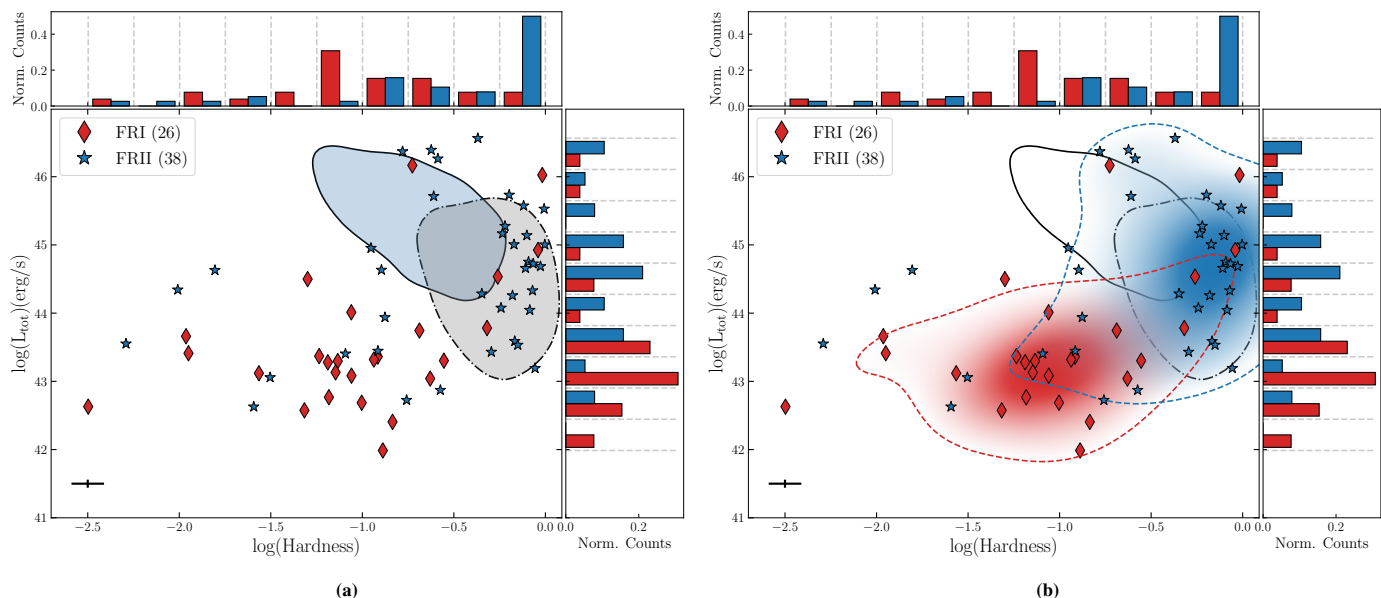 Norm. Counts
0.4
0.2
0.0
FRI (26)
FRII (38)
log(L_tot)(erg/s)
46
45
44
43
42
41
−2.5 −2.0 −1.5 −1.0 −0.5 0.0
log(Hardness)
0.0 0.2
Norm. Counts
(a)
Norm. Counts
0.4
0.2
0.0
FRI (26)
FRII (38)
log(L_tot)(erg/s)
46
45
44
43
42
41
−2.5 −2.0 −1.5 −1.0 −0.5 0.0
log(Hardness)
0.0 0.2
Norm. Counts
(b)